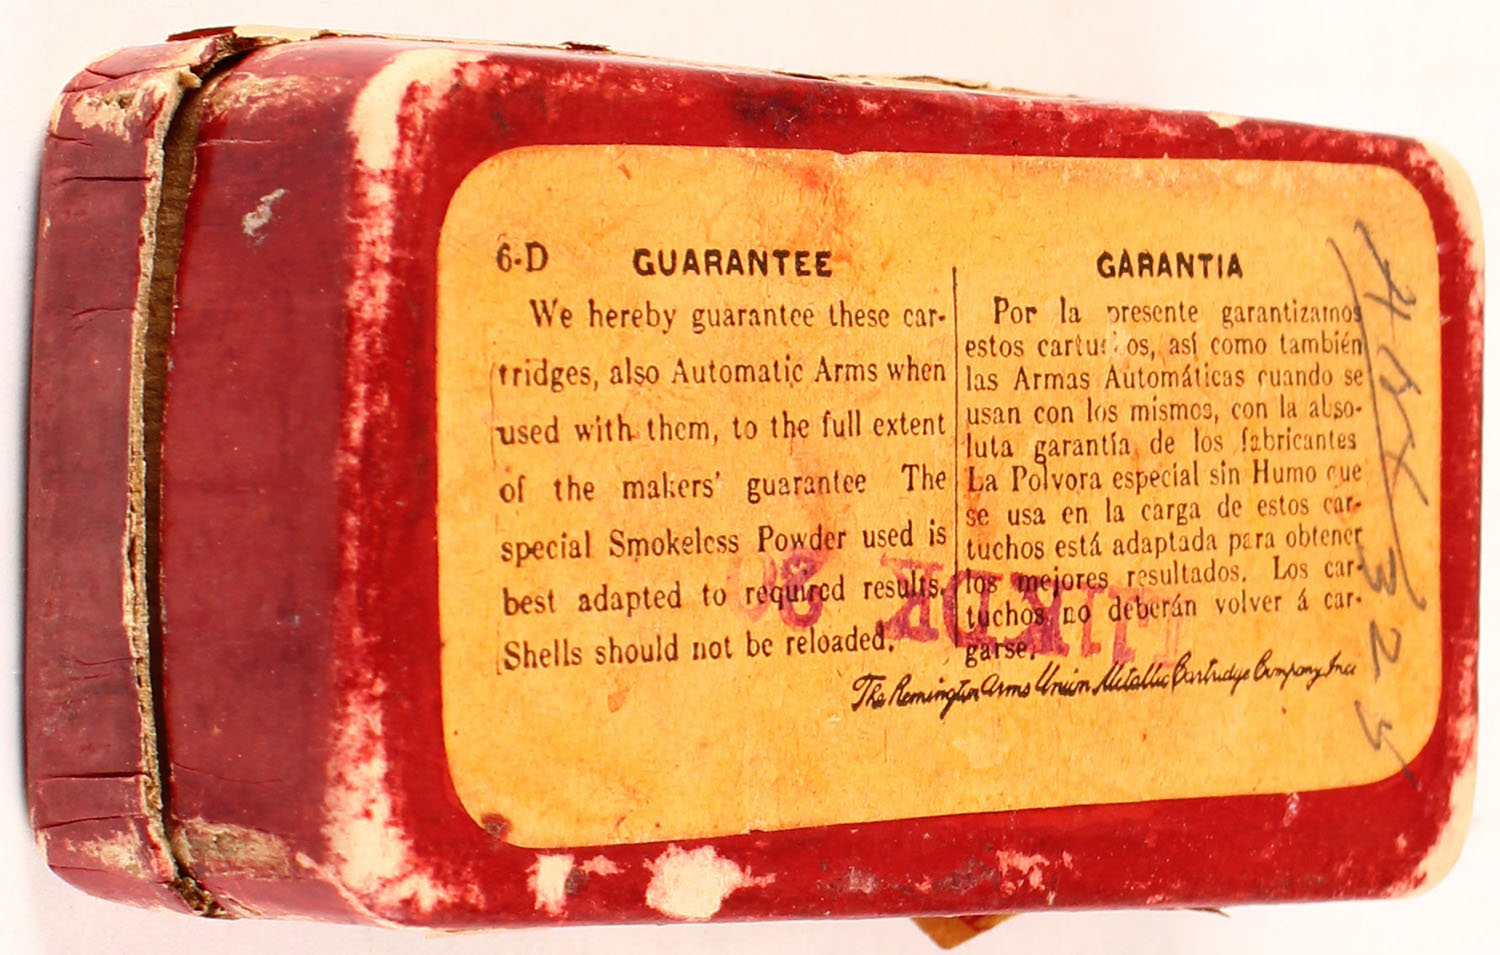 6-D GUARANTEE
We hereby guarantee these car-
tridges, also Automatic Arms when
used with them, to the full extent
of the makers' guarantee The
special Smokeless Powder used is
best adapted to required results.
Shells should not be reloaded.
GARANTIA
Por la presente garantizamos
estos cartuchos, así como también
las Armas Automáticas cuando se
usan con los mismos, con la abso-
luta garantía de los fabricantes
La Polvora especial sin Humo que
se usa en la carga de estos car-
tuchos está adaptada para obtener
los mejores resultados. Los car-
tuchos no deberán volver á car-
garse.
The Remington Arms Union Metallic Cartridge Company Inc